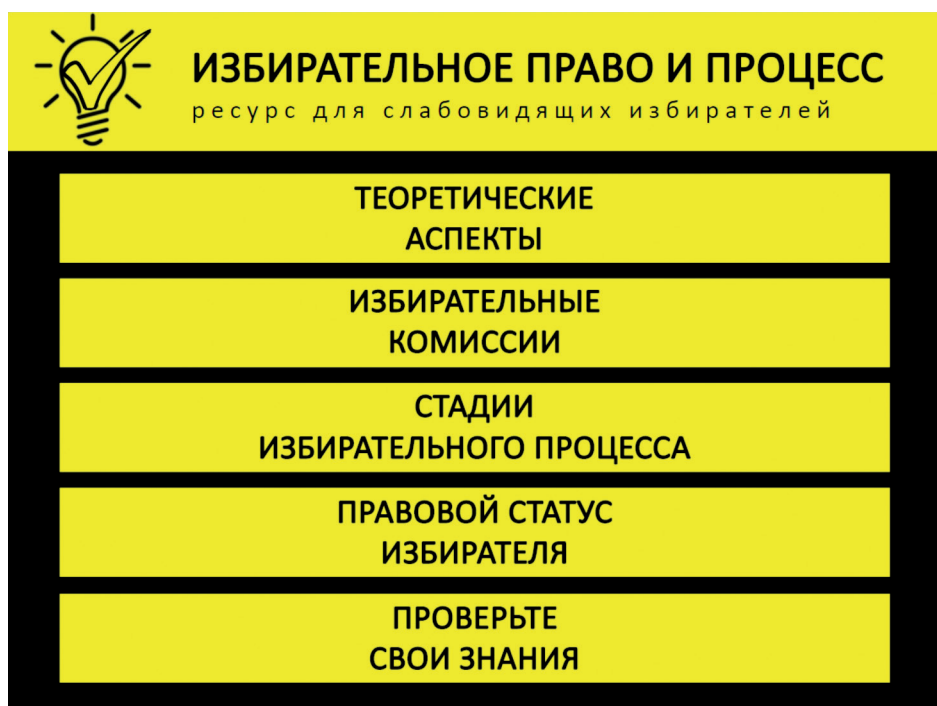 ИЗБИРАТЕЛЬНОЕ ПРАВО И ПРОЦЕСС
ресурс для слабовидящих избирателей
ТЕОРЕТИЧЕСКИЕ
АСПЕКТЫ
ИЗБИРАТЕЛЬНЫЕ
КОМИССИИ
СТАДИИ
ИЗБИРАТЕЛЬНОГО ПРОЦЕССА
ПРАВОВОЙ СТАТУС
ИЗБИРАТЕЛЯ
ПРОВЕРЬТЕ
СВОИ ЗНАНИЯ